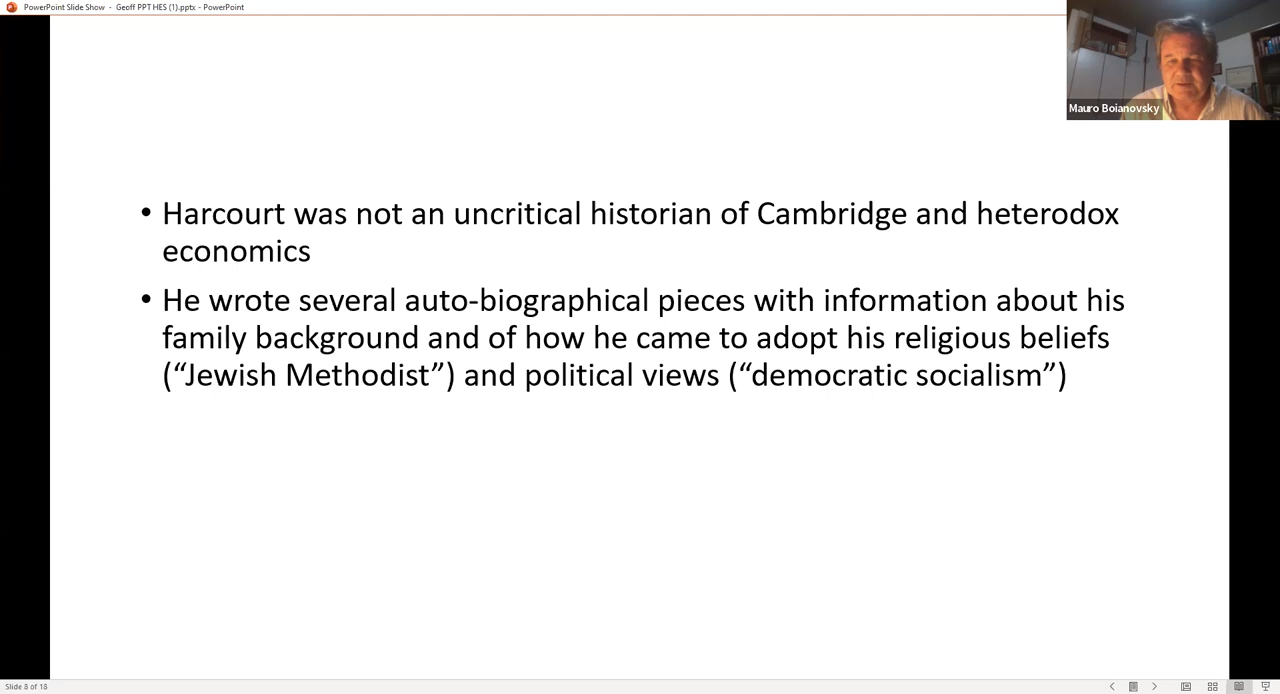 PowerPoint Slide Show - Geoff PPT HES (1).pptx - PowerPoint
Mauro Boianovsky
• Harcourt was not an uncritical historian of Cambridge and heterodox
economics
• He wrote several auto-biographical pieces with information about his
family background and of how he came to adopt his religious beliefs
(“Jewish Methodist”) and political views (“democratic socialism”)
Slide 8 of 18